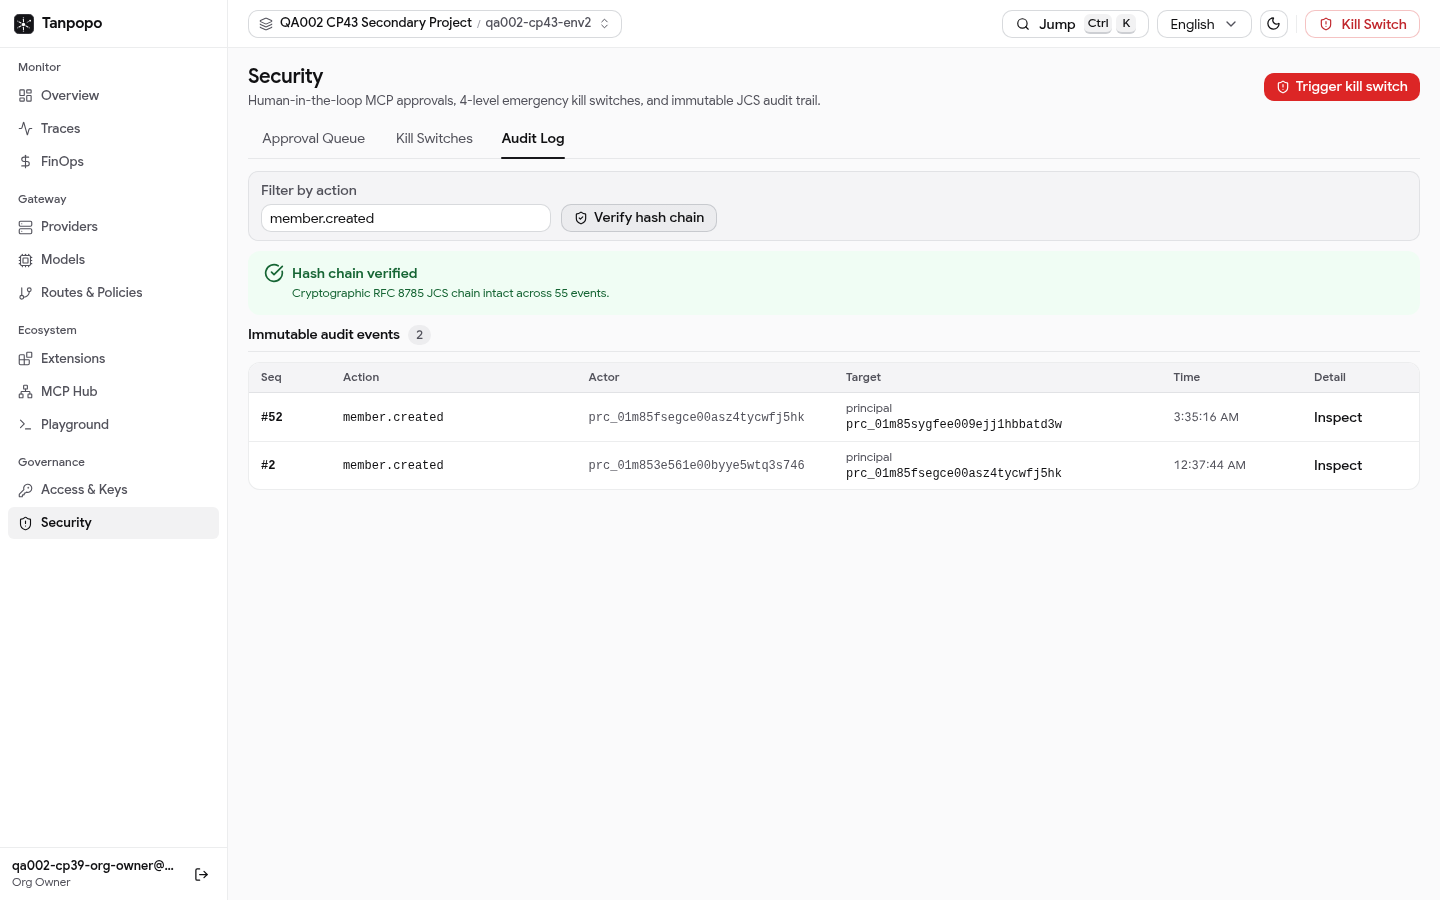 Tanpopo
QA002 CP43 Secondary Project / qa002-cp43-env2
Jump Ctrl K
English
Kill Switch
Monitor
Overview
Traces
FinOps
Gateway
Providers
Models
Routes & Policies
Ecosystem
Extensions
MCP Hub
Playground
Governance
Access & Keys
Security
qa002-cp39-org-owner@...
Org Owner
Security
Human-in-the-loop MCP approvals, 4-level emergency kill switches, and immutable JCS audit trail.
Trigger kill switch
Approval Queue Kill Switches Audit Log
Filter by action
member.created Verify hash chain
Hash chain verified
Cryptographic RFC 8785 JCS chain intact across 55 events.
Immutable audit events 2
Seq Action Actor Target Time Detail
principal
#52 member.created prc_01m85fsegce00asz4tycwfj5hk prc_01m85sygfee009ejj1hbbatd3w 3:35:16 AM Inspect
principal
#2 member.created prc_01m853e561e00byye5wtq3s746 prc_01m85fsegce00asz4tycwfj5hk 12:37:44 AM Inspect